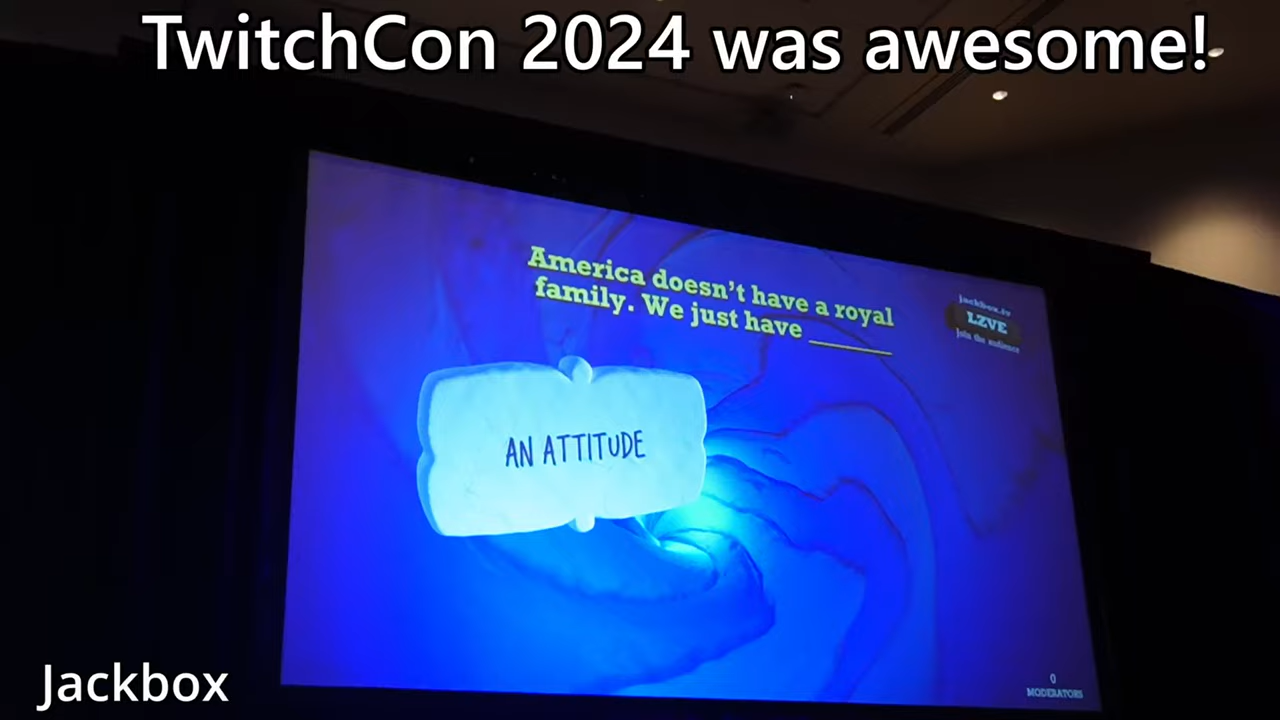 TwitchCon 2024 was awesome!
America doesn't have a royal
family. We just have ______
jackbox.tv
LZVE
join the audience
AN ATTITUDE
0
MODERATORS
Jackbox